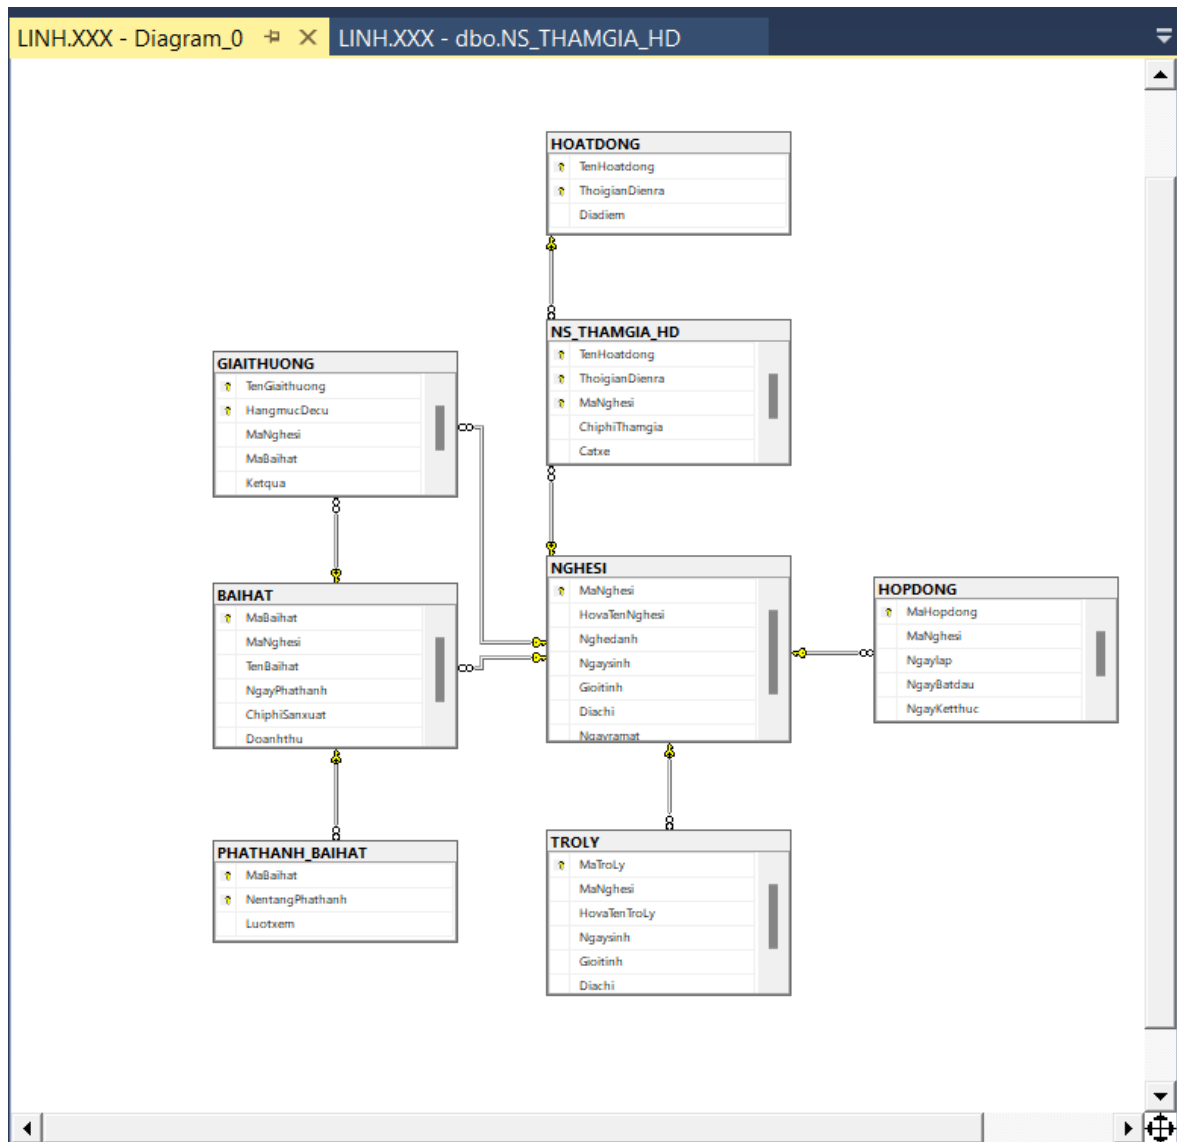 LINH.XXX - Diagram_0
LINH.XXX - dbo.NS_THAMGIA_HD
HOATDONG
TenHoatdong
ThoigianDienra
Diadiem
NS_THAMGIA_HD
TenHoatdong
ThoigianDienra
MaNghesi
ChiphiThamgia
Catxe
GIAITHUONG
TenGiaithuong
HangmucDecu
MaNghesi
MaBaihat
Ketqua
BAIHAT
MaBaihat
MaNghesi
TenBaihat
NgayPhathanh
ChiphiSanxuat
Doanhthu
NGHESI
MaNghesi
HovaTenNghesi
Nghedanh
Ngaysinh
Gioitinh
Diachi
Ngayramat
HOPDONG
MaHopdong
MaNghesi
Ngaylap
NgayBatdau
NgayKetthuc
PHATHANH_BAIHAT
MaBaihat
NentangPhathanh
Luotxem
TROLY
MaTroLy
MaNghesi
HovaTenTroLy
Ngaysinh
Gioitinh
Diachi